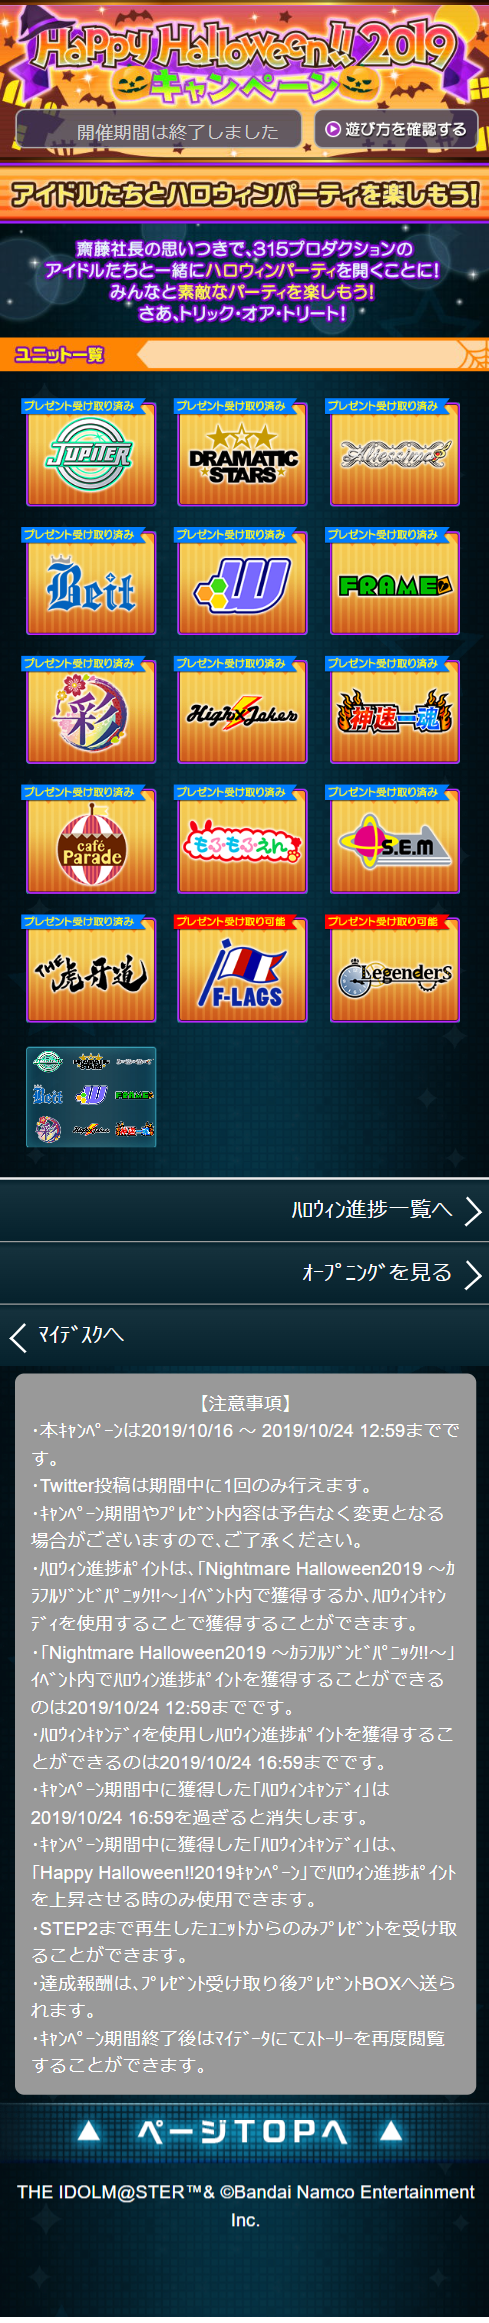 Happy Halloween!! 2019
キャンペーン
開催期間は終了しました
遊び方を確認する
アイドルたちとハロウィンパーティを楽しもう!
齋藤社長の思いつきで、315プロダクションの
アイドルたちと一緒にハロウィンパーティを開くことに!
みんなと素敵なパーティを楽しもう!
さあ、トリック・オア・トリート!
ユニット一覧
プレゼント受け取り済み プレゼント受け取り済み プレゼント受け取り済み
JUPITER
DRAMATIC
STARS
Altessimo
プレゼント受け取り済み プレゼント受け取り済み プレゼント受け取り済み
Beit
W
FRAME
プレゼント受け取り済み プレゼント受け取り済み プレゼント受け取り済み
彩
High×Joker
神速一魂
プレゼント受け取り済み プレゼント受け取り済み プレゼント受け取り済み
café
Parade
もふもふえん
S.E.M
プレゼント受け取り済み プレゼント受け取り可能 プレゼント受け取り可能
THE 虎牙道
F-LAGS
LegenderS
JUPITER
DRAMATIC
STARS
Beit
W
FRAME
彩
High×Joker
神速一魂
ﾊﾛｳｨﾝ進捗一覧へ
ｵｰﾌﾟﾆﾝｸﾞを見る
ﾏｲﾃﾞｽｸへ
【注意事項】
･本ｷｬﾝﾍﾟｰﾝは2019/10/16 ～ 2019/10/24 12:59までで
す。
･Twitter投稿は期間中に1回のみ行えます。
･ｷｬﾝﾍﾟｰﾝ期間やﾌﾟﾚｾﾞﾝﾄ内容は予告なく変更となる
場合がございますので､ご了承ください。
･ﾊﾛｳｨﾝ進捗ﾎﾟｲﾝﾄは､｢Nightmare Halloween2019 ～ｶ
ﾗﾌﾙｿﾞﾝﾋﾞﾊﾟﾆｯｸ!!～｣ｲﾍﾞﾝﾄ内で獲得するか､ﾊﾛｳｨﾝｷｬﾝ
ﾃﾞｨを使用することで獲得することができます。
･｢Nightmare Halloween2019 ～ｶﾗﾌﾙｿﾞﾝﾋﾞﾊﾟﾆｯｸ!!～｣
ｲﾍﾞﾝﾄ内でﾊﾛｳｨﾝ進捗ﾎﾟｲﾝﾄを獲得することができる
のは2019/10/24 12:59までです。
･ﾊﾛｳｨﾝｷｬﾝﾃﾞｨを使用しﾊﾛｳｨﾝ進捗ﾎﾟｲﾝﾄを獲得するこ
とができるのは2019/10/24 16:59までです。
･ｷｬﾝﾍﾟｰﾝ期間中に獲得した｢ﾊﾛｳｨﾝｷｬﾝﾃﾞｨ｣は
2019/10/24 16:59を過ぎると消失します。
･ｷｬﾝﾍﾟｰﾝ期間中に獲得した｢ﾊﾛｳｨﾝｷｬﾝﾃﾞｨ｣は､
｢Happy Halloween!!2019ｷｬﾝﾍﾟｰﾝ｣でﾊﾛｳｨﾝ進捗ﾎﾟｲﾝﾄ
を上昇させる時のみ使用できます。
･STEP2まで再生したﾕﾆｯﾄからのみﾌﾟﾚｾﾞﾝﾄを受け取
ることができます。
･達成報酬は､ﾌﾟﾚｾﾞﾝﾄ受け取り後ﾌﾟﾚｾﾞﾝﾄBOXへ送ら
れます。
･ｷｬﾝﾍﾟｰﾝ期間終了後はﾏｲﾃﾞｰﾀにてｽﾄｰﾘｰを再度閲覧
することができます。
▲ ページTOPへ ▲
THE IDOLM@STER™& ©Bandai Namco Entertainment
Inc.